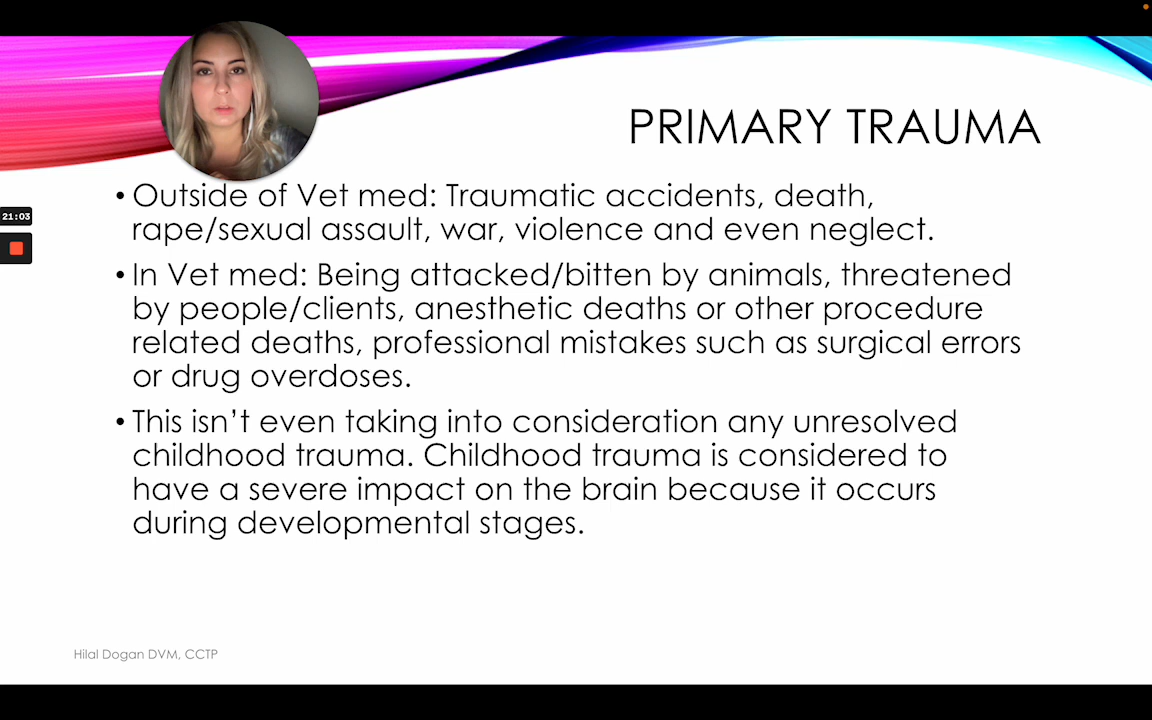 PRIMARY TRAUMA
• Outside of Vet med: Traumatic accidents, death,
rape/sexual assault, war, violence and even neglect.
21:03
• In Vet med: Being attacked/bitten by animals, threatened
by people/clients, anesthetic deaths or other procedure
related deaths, professional mistakes such as surgical errors
or drug overdoses.
• This isn’t even taking into consideration any unresolved
childhood trauma. Childhood trauma is considered to
have a severe impact on the brain because it occurs
during developmental stages.
Hilal Dogan DVM, CCTP